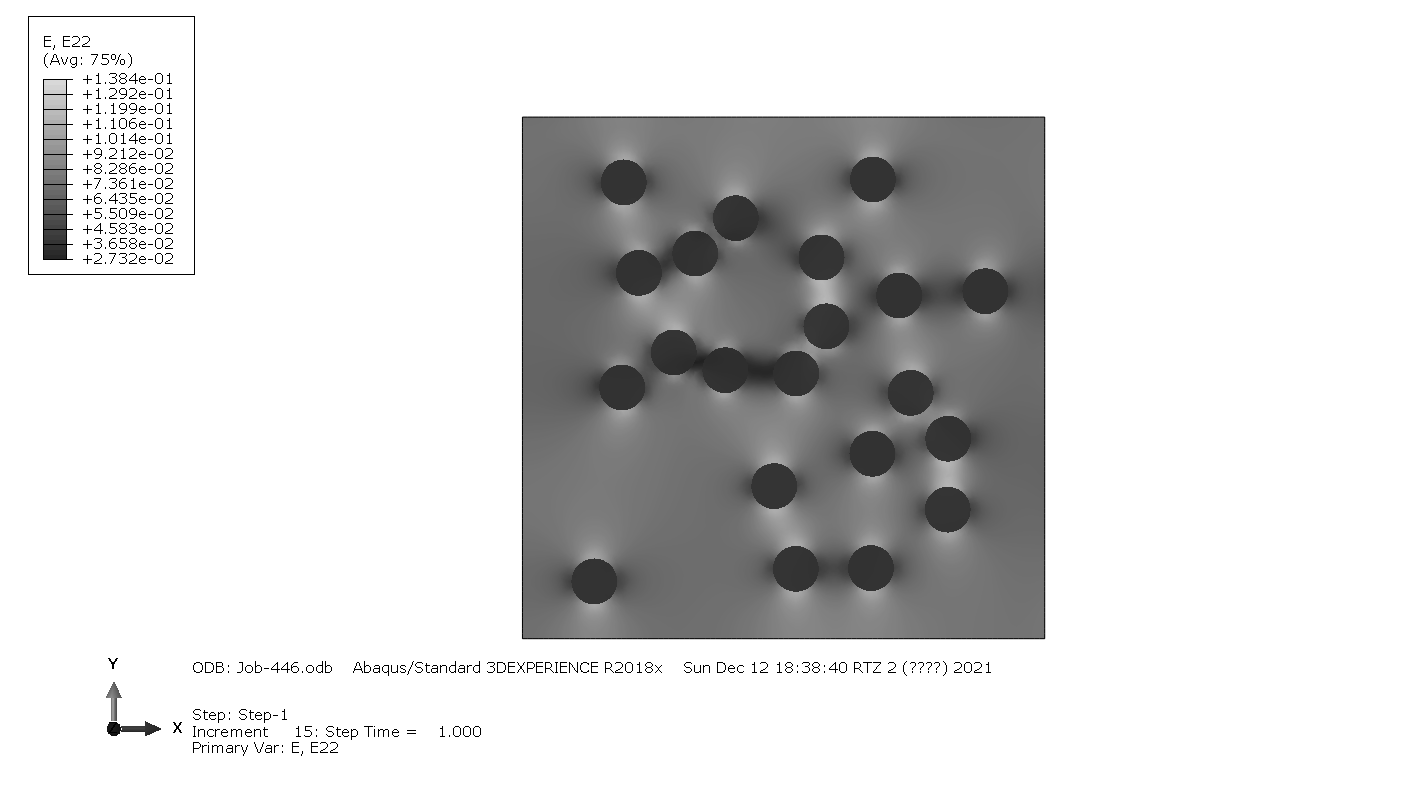 E, E22
(Avg: 75%)
+1.384e-01
+1.292e-01
+1.199e-01
+1.106e-01
+1.014e-01
+9.212e-02
+8.286e-02
+7.361e-02
+6.435e-02
+5.509e-02
+4.583e-02
+3.658e-02
+2.732e-02
Y
X
ODB: Job-446.odb    Abaqus/Standard 3DEXPERIENCE R2018x    Sun Dec 12 18:38:40 RTZ 2 (????) 2021
Step: Step-1
Increment     15: Step Time =    1.000
Primary Var: E, E22